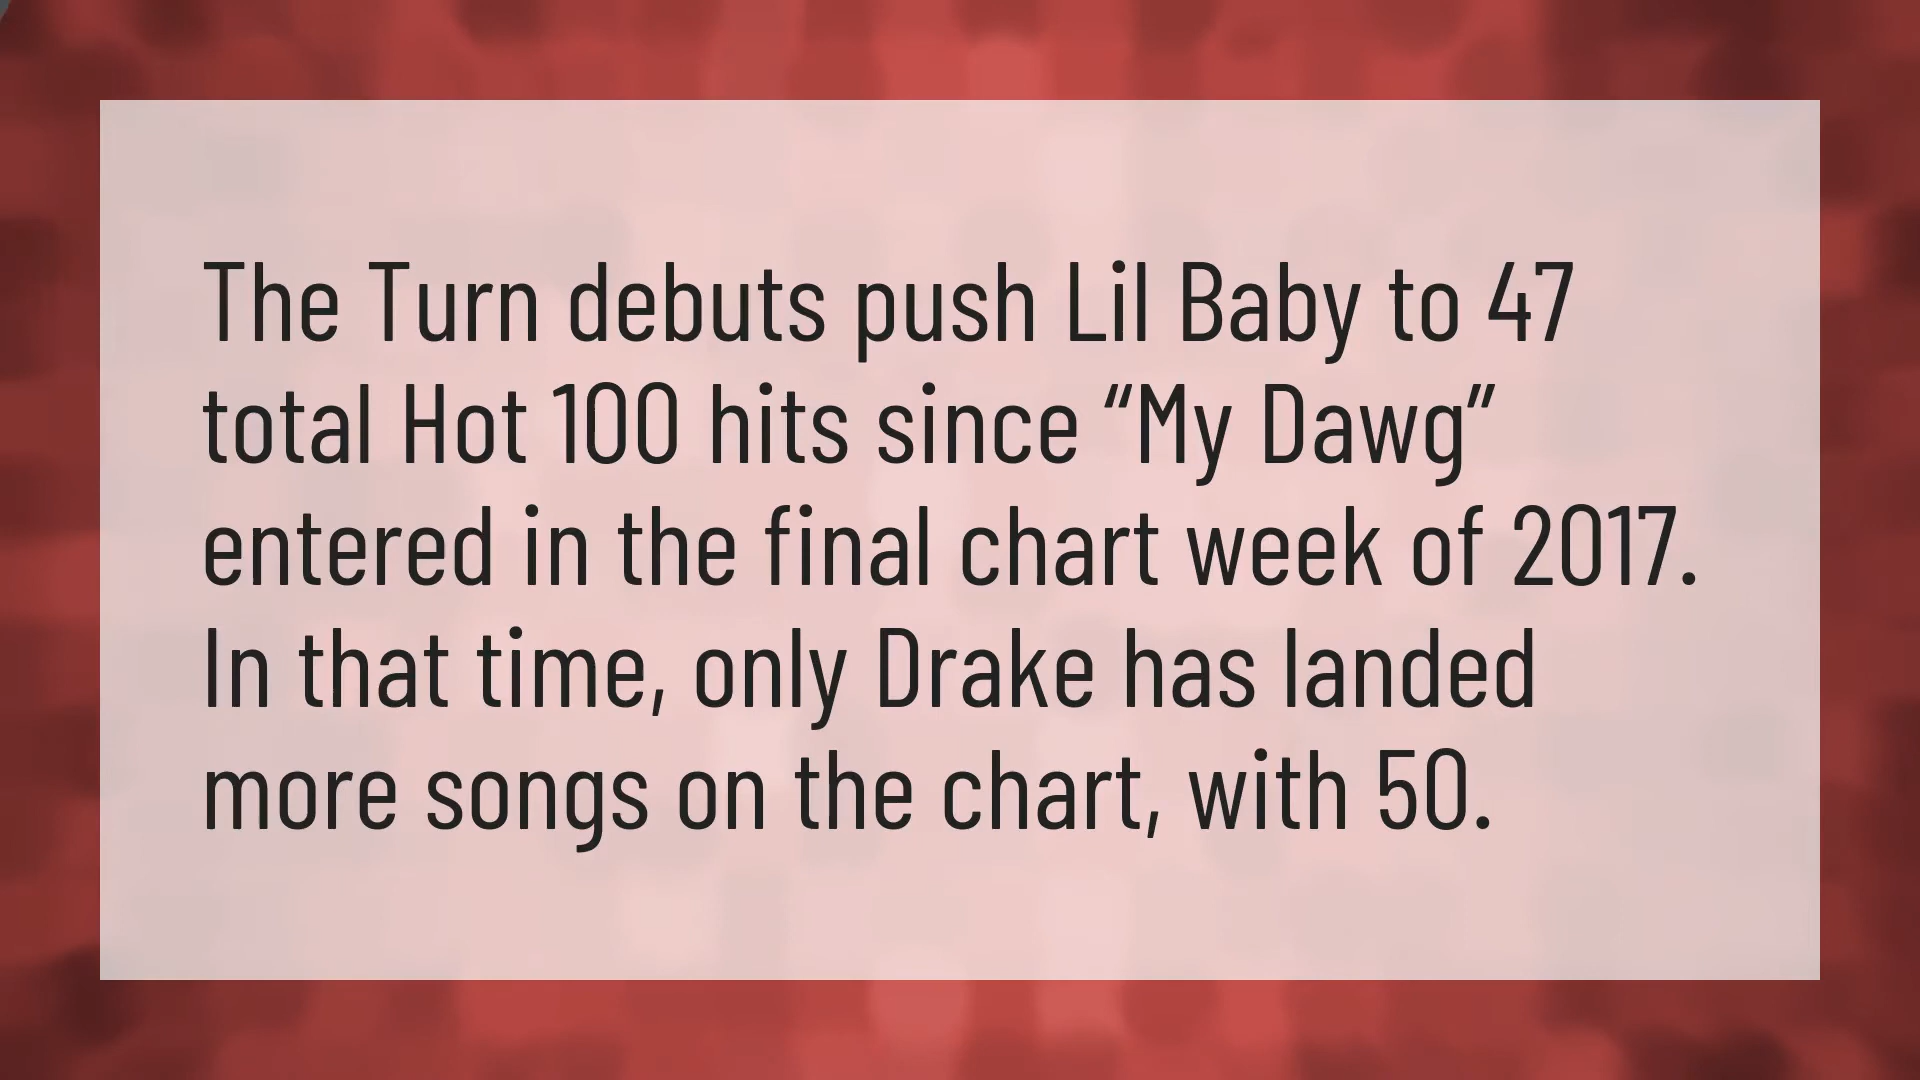 The Turn debuts push Lil Baby to 47
total Hot 100 hits since “My Dawg”
entered in the final chart week of 2017.
In that time, only Drake has landed
more songs on the chart, with 50.